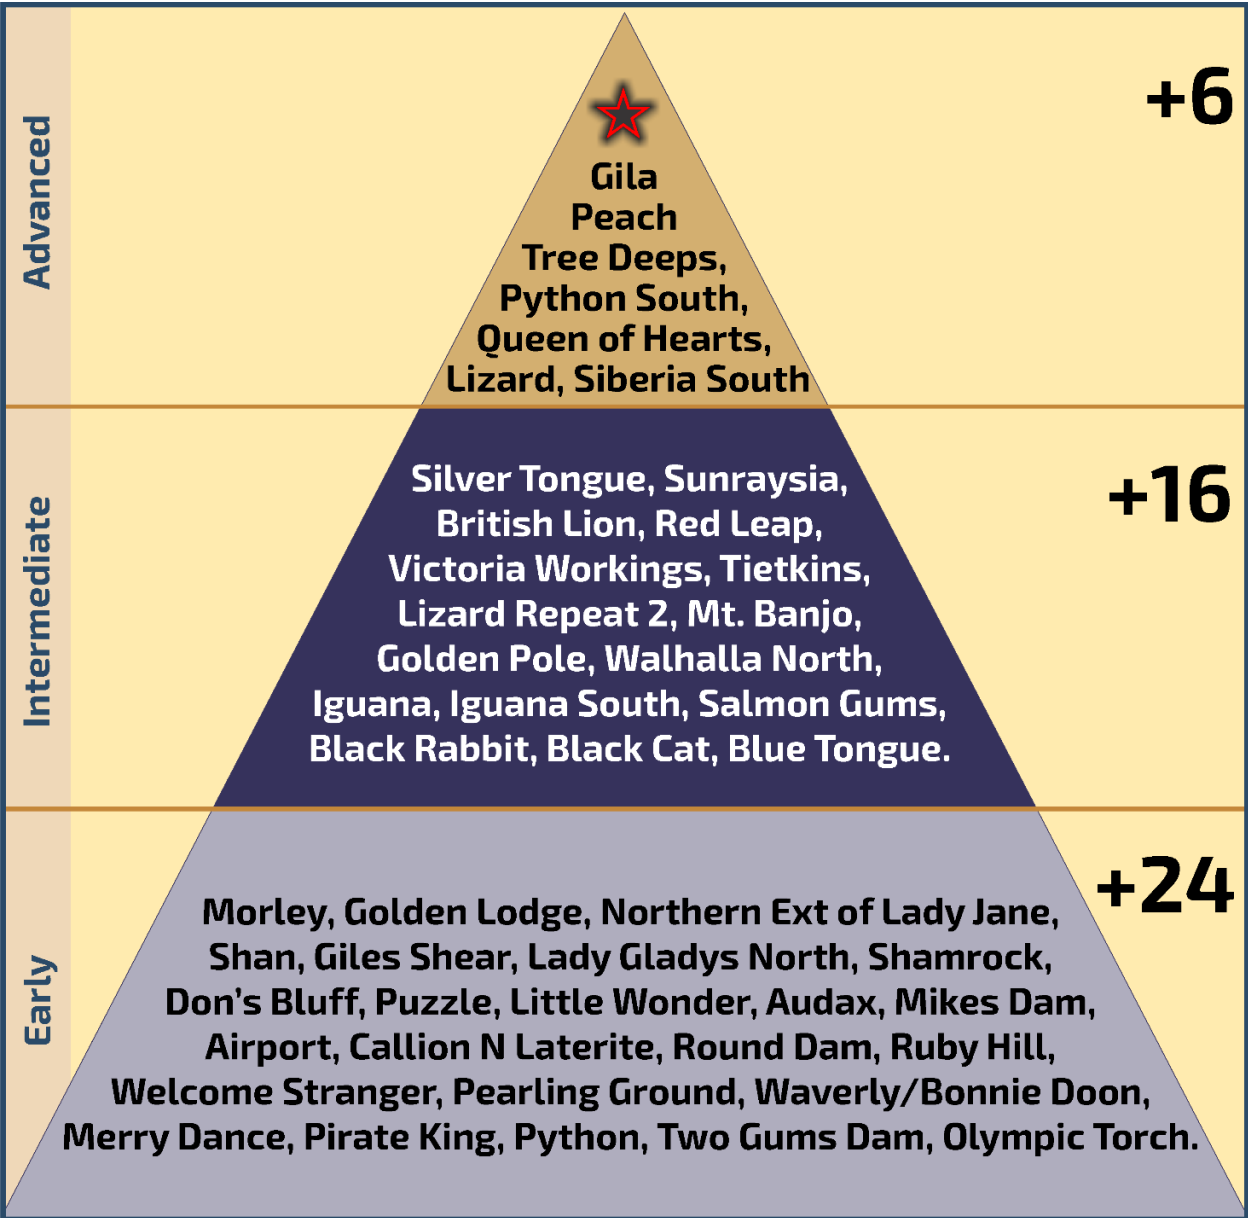 Advanced
+6
Gila
Peach
Tree Deeps,
Python South,
Queen of Hearts,
Lizard, Siberia South
Intermediate
+16
Silver Tongue, Sunraysia,
British Lion, Red Leap,
Victoria Workings, Tietkins,
Lizard Repeat 2, Mt. Banjo,
Golden Pole, Walhalla North,
Iguana, Iguana South, Salmon Gums,
Black Rabbit, Black Cat, Blue Tongue.
Early
+24
Morley, Golden Lodge, Northern Ext of Lady Jane,
Shan, Giles Shear, Lady Gladys North, Shamrock,
Don's Bluff, Puzzle, Little Wonder, Audax, Mikes Dam,
Airport, Callion N Laterite, Round Dam, Ruby Hill,
Welcome Stranger, Pearling Ground, Waverly/Bonnie Doon,
Merry Dance, Pirate King, Python, Two Gums Dam, Olympic Torch.